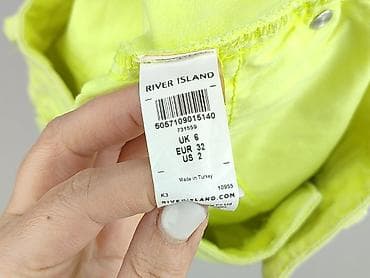 RIVER ISLAND
5057109015140
731559
UK 6
EUR 32
US 2
Made in Turkey
K3 10955
RIVERISLAND.COM